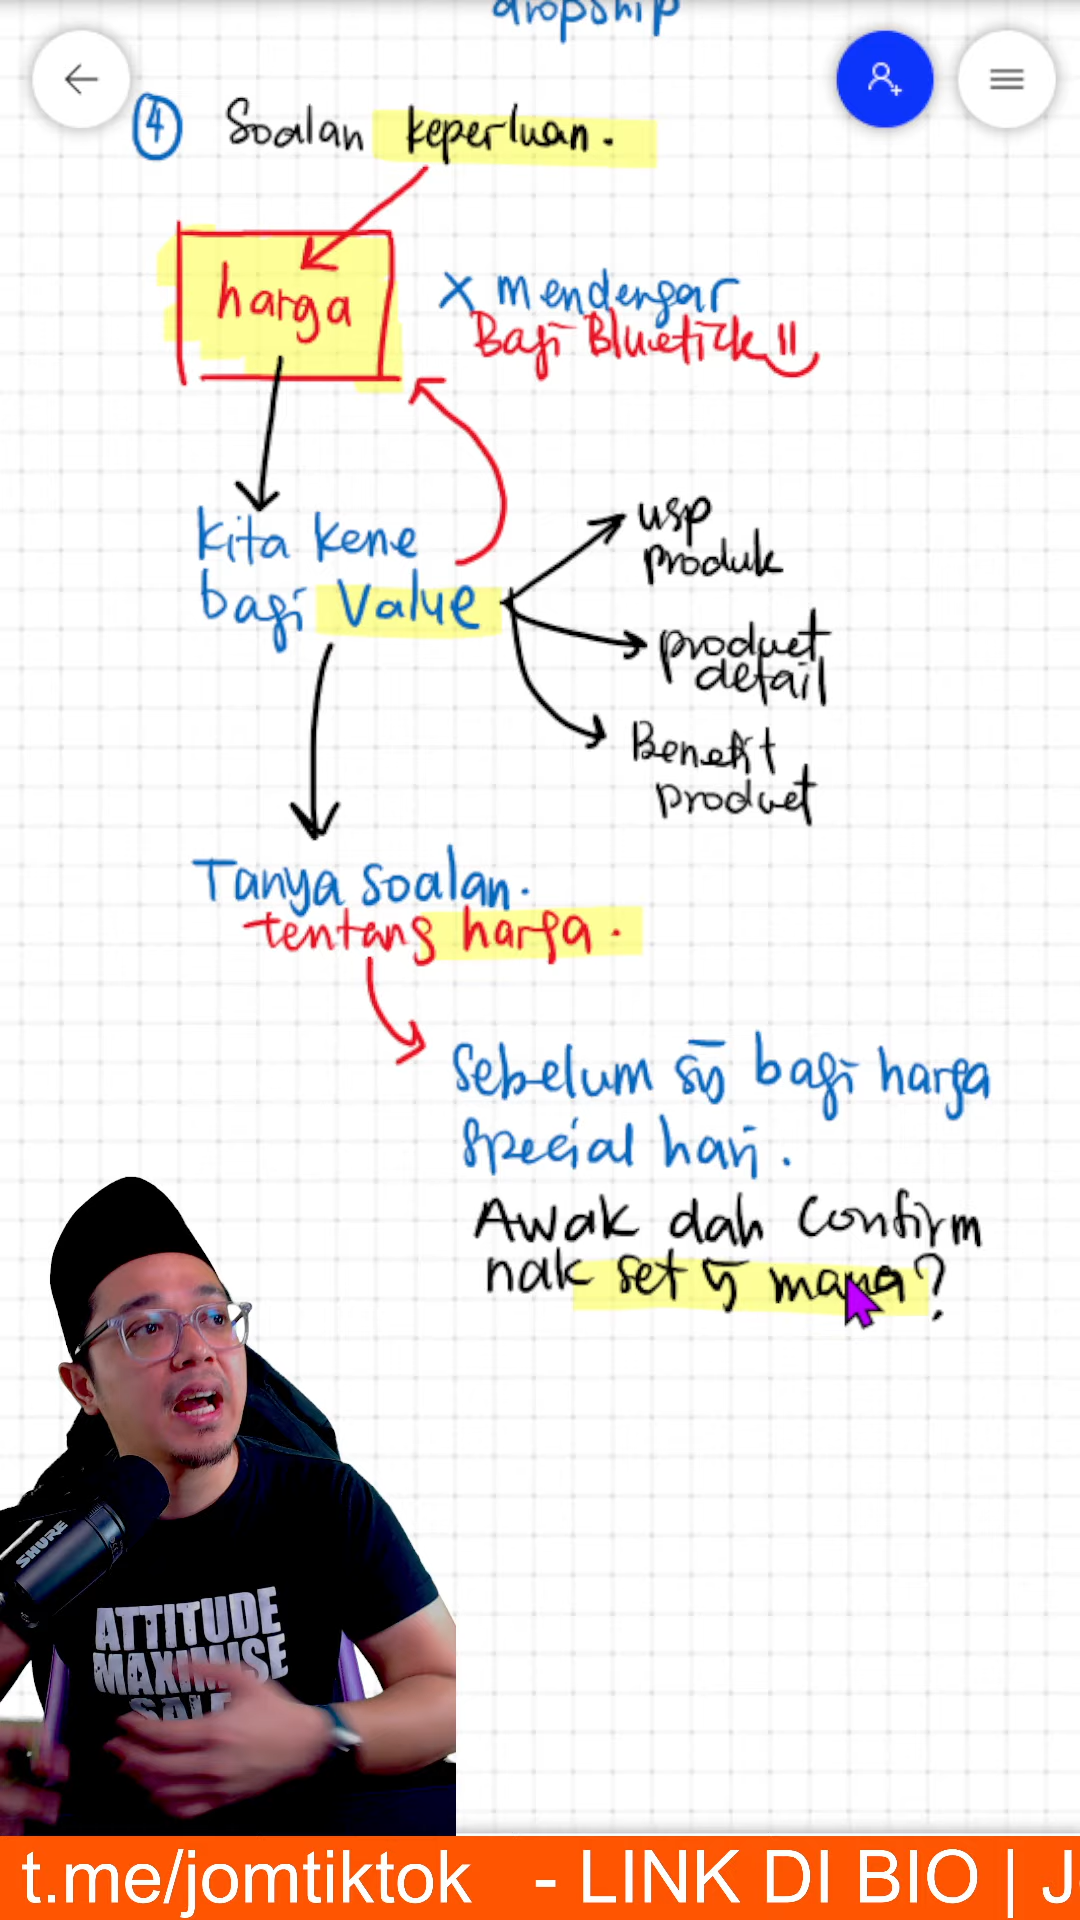 dropship
4 Soalan keperluan.
harga
x mendengar
Bagi Bluetick
kita kene
bagi Value
usp
produk
product
detail
Benefit
product
Tanya soalan.
tentang harga.
Sebelum sy bagi harga
special hari.
Awak dah confirm
nak set yg mana?
SHURE
ATTITUDE
MAXIMISE
SALE
t.me/jomtiktok - LINK DI BIO | J